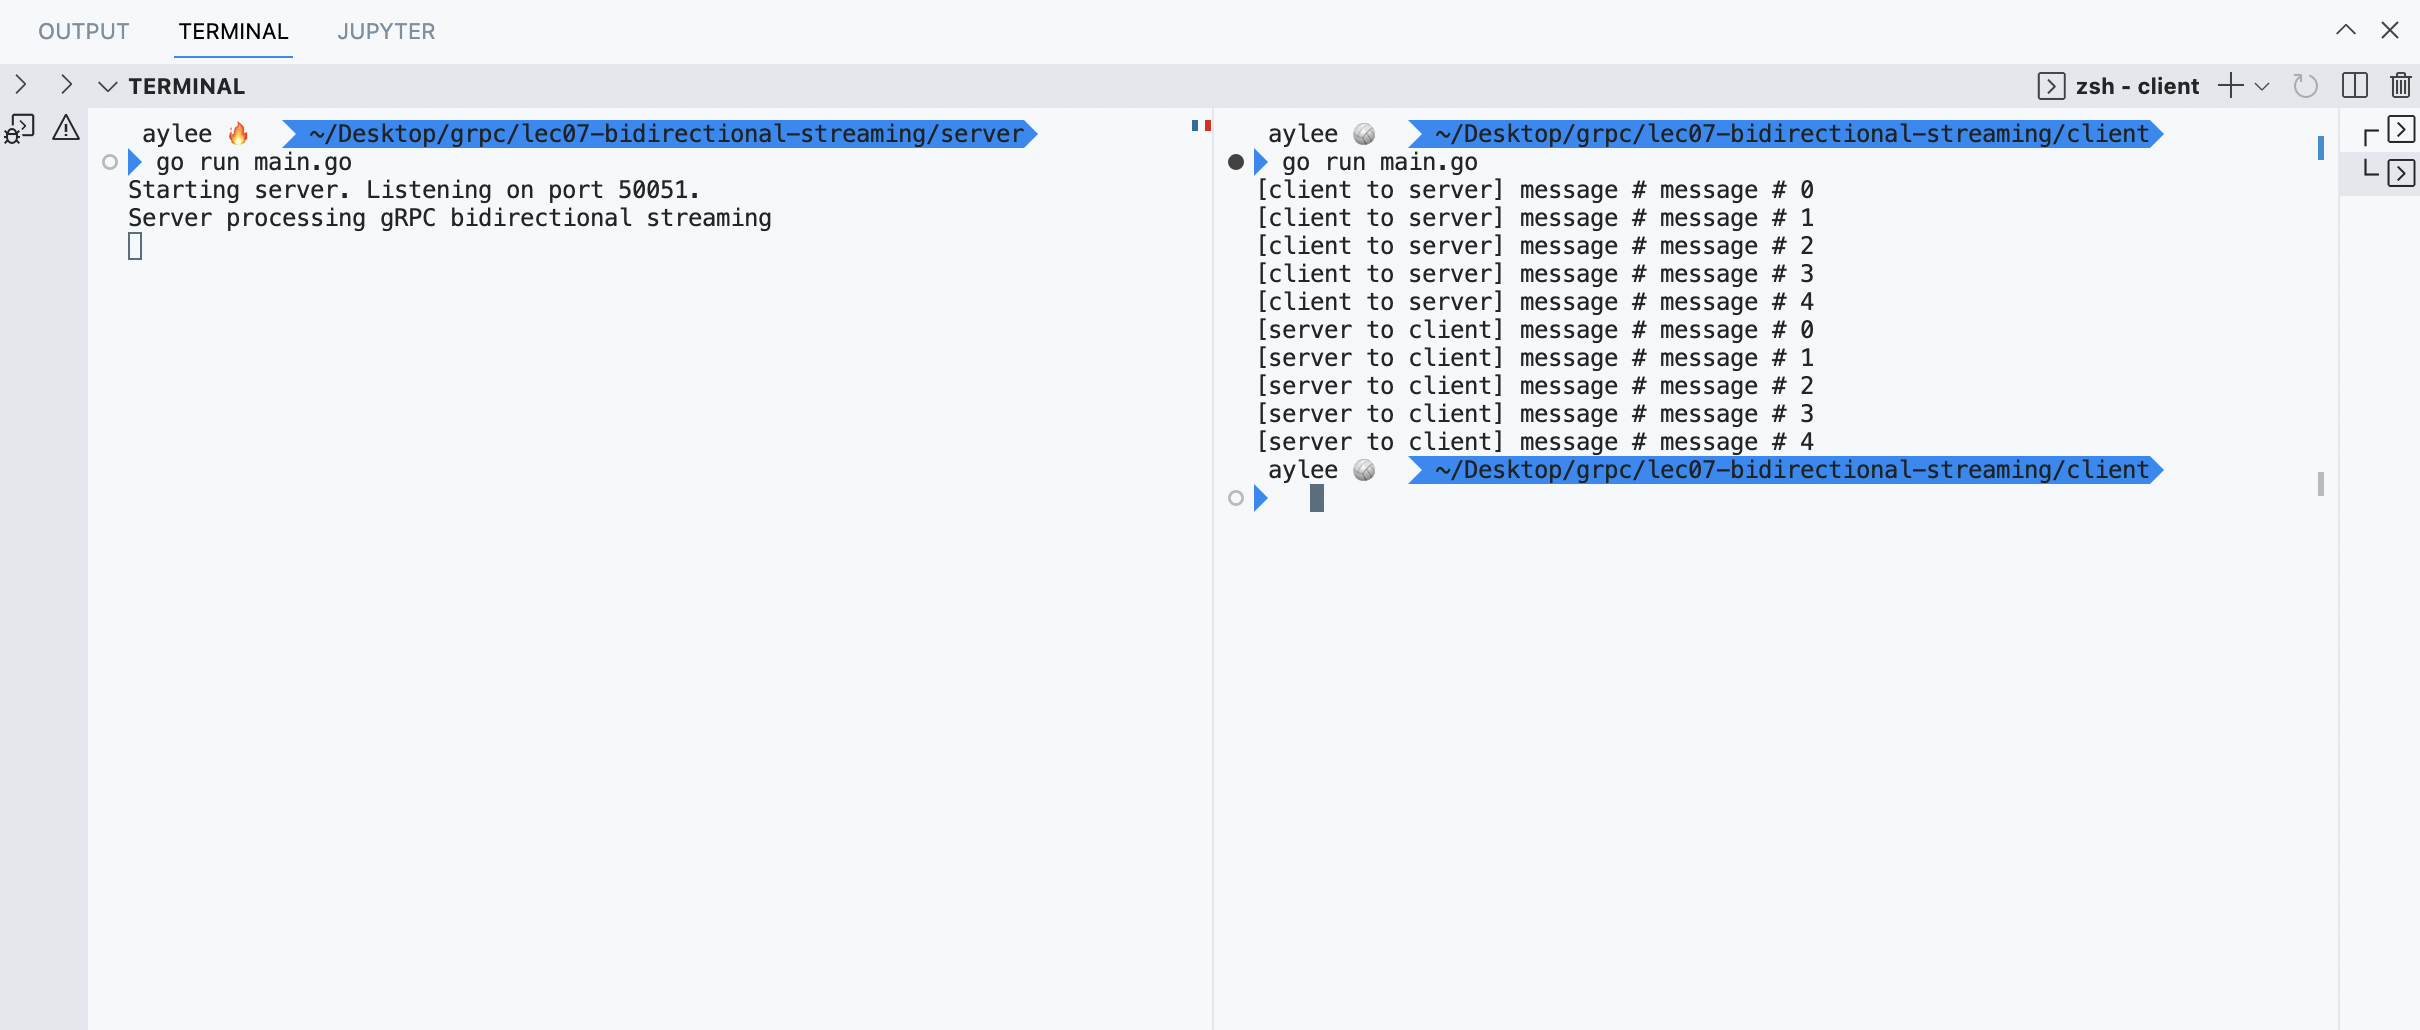 OUTPUT TERMINAL JUPYTER
TERMINAL
zsh - client
aylee 🔥 ~/Desktop/grpc/lec07-bidirectional-streaming/server
go run main.go
Starting server. Listening on port 50051.
Server processing gRPC bidirectional streaming
aylee 🏐 ~/Desktop/grpc/lec07-bidirectional-streaming/client
go run main.go
[client to server] message # message # 0
[client to server] message # message # 1
[client to server] message # message # 2
[client to server] message # message # 3
[client to server] message # message # 4
[server to client] message # message # 0
[server to client] message # message # 1
[server to client] message # message # 2
[server to client] message # message # 3
[server to client] message # message # 4
aylee 🏐 ~/Desktop/grpc/lec07-bidirectional-streaming/client